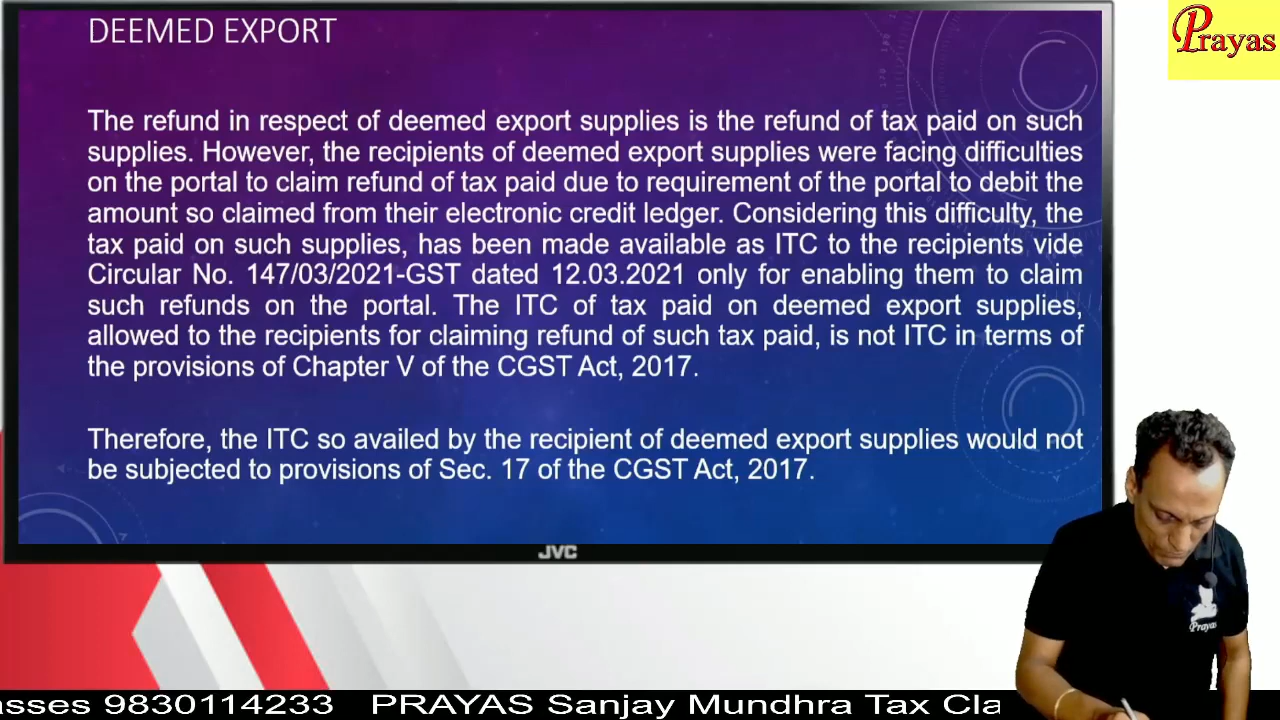 DEEMED EXPORT
Prayas
The refund in respect of deemed export supplies is the refund of tax paid on such
supplies. However, the recipients of deemed export supplies were facing difficulties
on the portal to claim refund of tax paid due to requirement of the portal to debit the
amount so claimed from their electronic credit ledger. Considering this difficulty, the
tax paid on such supplies, has been made available as ITC to the recipients vide
Circular No. 147/03/2021-GST dated 12.03.2021 only for enabling them to claim
such refunds on the portal. The ITC of tax paid on deemed export supplies,
allowed to the recipients for claiming refund of such tax paid, is not ITC in terms of
the provisions of Chapter V of the CGST Act, 2017.
Therefore, the ITC so availed by the recipient of deemed export supplies would not
be subjected to provisions of Sec. 17 of the CGST Act, 2017.
JVC
Prayas
asses 9830114233 PRAYAS Sanjay Mundhra Tax Cla